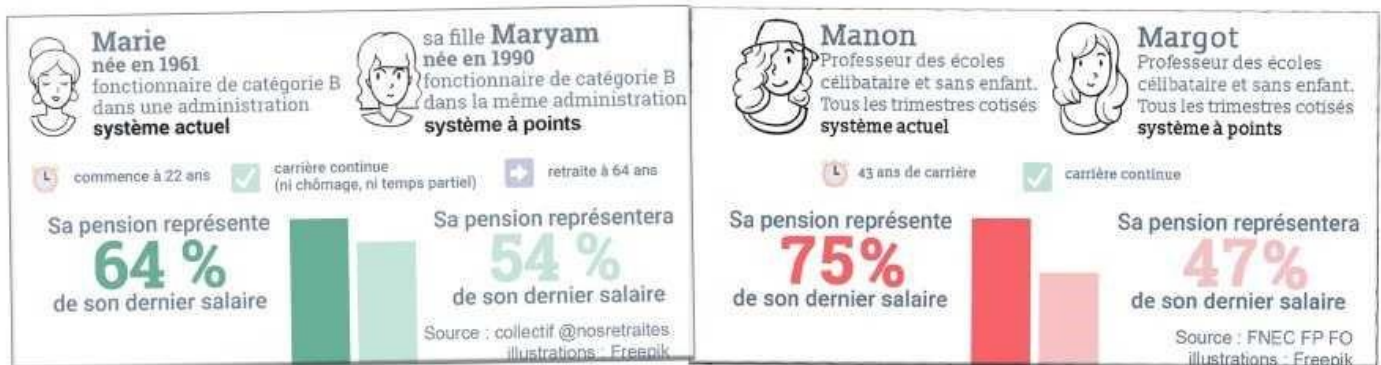 Marie
née en 1961
fonctionnaire de catégorie B
dans une administration
système actuel
sa fille Maryam
née en 1990
fonctionnaire de catégorie B
dans la même administration
système à points
commence à 22 ans
carrière continue
(ni chômage, ni temps partiel)
retraite à 64 ans
Sa pension représente
64 %
de son dernier salaire
Sa pension représentera
54 %
de son dernier salaire
Source : collectif @nosretraites
illustrations : Freepik
Manon
Professeur des écoles
célibataire et sans enfant.
Tous les trimestres cotisés
système actuel
Margot
Professeur des écoles
célibataire et sans enfant.
Tous les trimestres cotisés
système à points
43 ans de carrière
carrière continue
Sa pension représente
75%
de son dernier salaire
Sa pension représentera
47%
de son dernier salaire
Source : FNEC FP FO
illustrations : Freepik